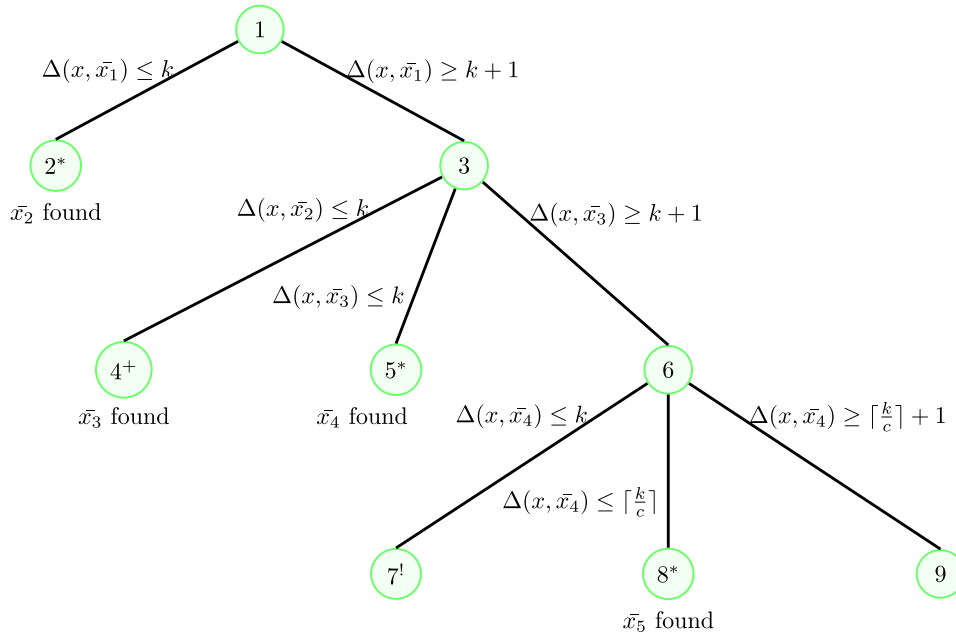 1
Δ(x, x̄₁) ≤ k
Δ(x, x̄₁) ≥ k + 1
2*
3
x̄₂ found
Δ(x, x̄₂) ≤ k
Δ(x, x̄₃) ≥ k + 1
Δ(x, x̄₃) ≤ k
4⁺
5*
6
x̄₃ found
x̄₄ found
Δ(x, x̄₄) ≤ k
Δ(x, x̄₄) ≥ ⌈k/c⌉ + 1
Δ(x, x̄₄) ≤ ⌈k/c⌉
7!
8*
9
x̄₅ found